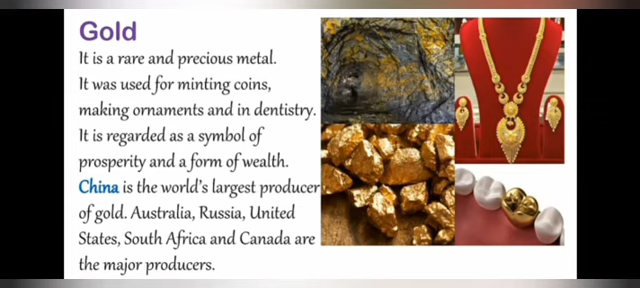 Gold
It is a rare and precious metal.
It was used for minting coins,
making ornaments and in dentistry.
It is regarded as a symbol of
prosperity and a form of wealth.
China is the world's largest producer
of gold. Australia, Russia, United
States, South Africa and Canada are
the major producers.